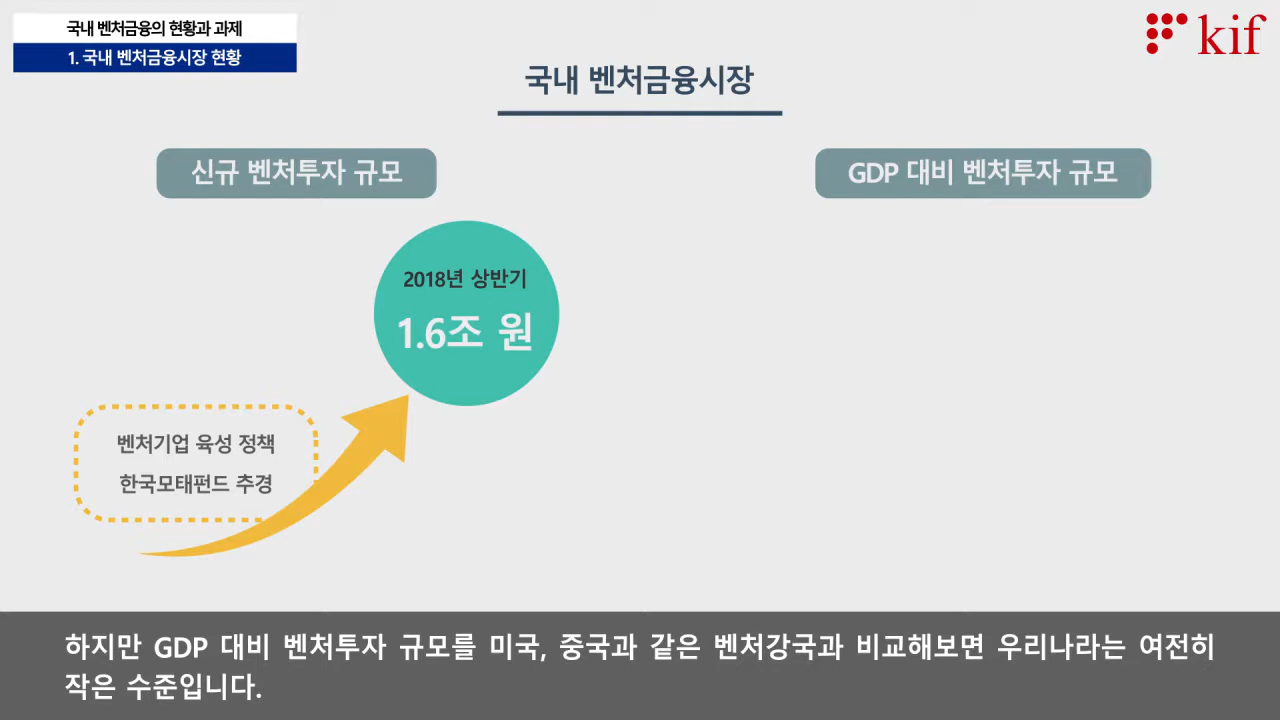 국내 벤처금융의 현황과 과제
1. 국내 벤처금융시장 현황
kif
국내 벤처금융시장
신규 벤처투자 규모
GDP 대비 벤처투자 규모
2018년 상반기
1.6조 원
벤처기업 육성 정책
한국모태펀드 추경
하지만 GDP 대비 벤처투자 규모를 미국, 중국과 같은 벤처강국과 비교해보면 우리나라는 여전히
작은 수준입니다.